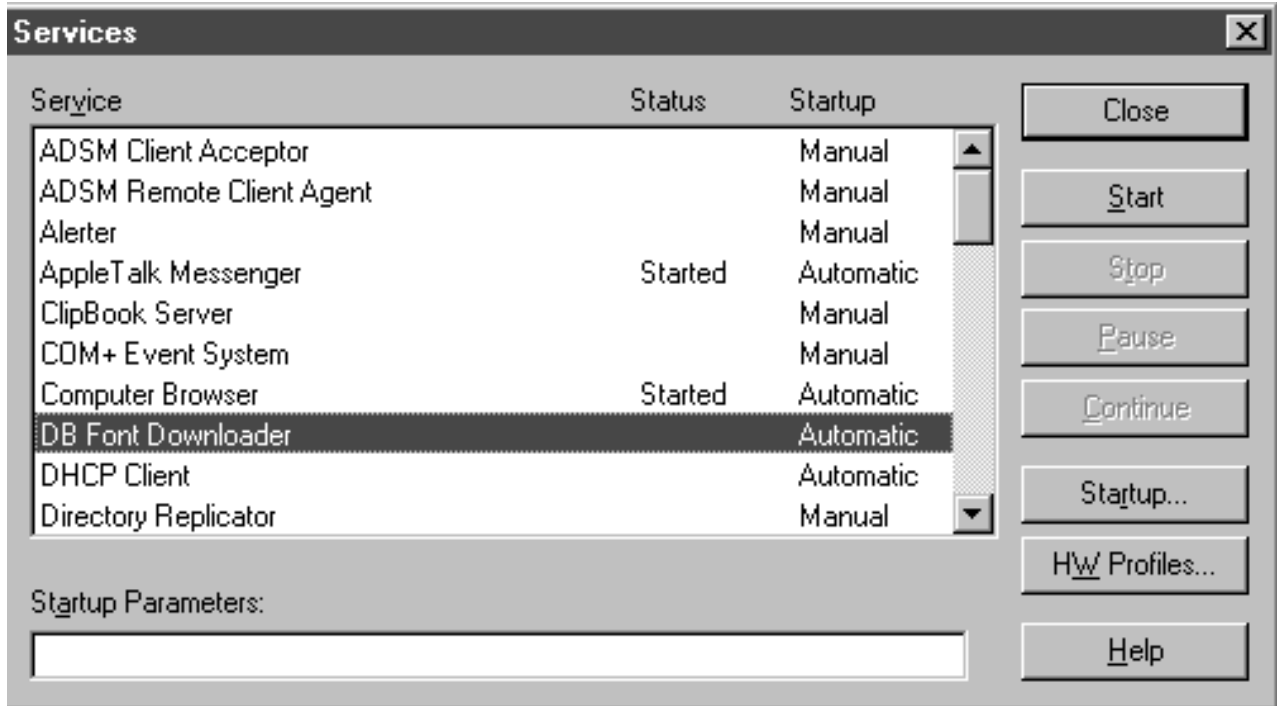 Services
Service Status Startup
ADSM Client Acceptor Manual
ADSM Remote Client Agent Manual
Alerter Manual
AppleTalk Messenger Started Automatic
ClipBook Server Manual
COM+ Event System Manual
Computer Browser Started Automatic
DB Font Downloader Automatic
DHCP Client Automatic
Directory Replicator Manual
Startup Parameters:
Close
Start
Stop
Pause
Continue
Startup...
HW Profiles...
Help